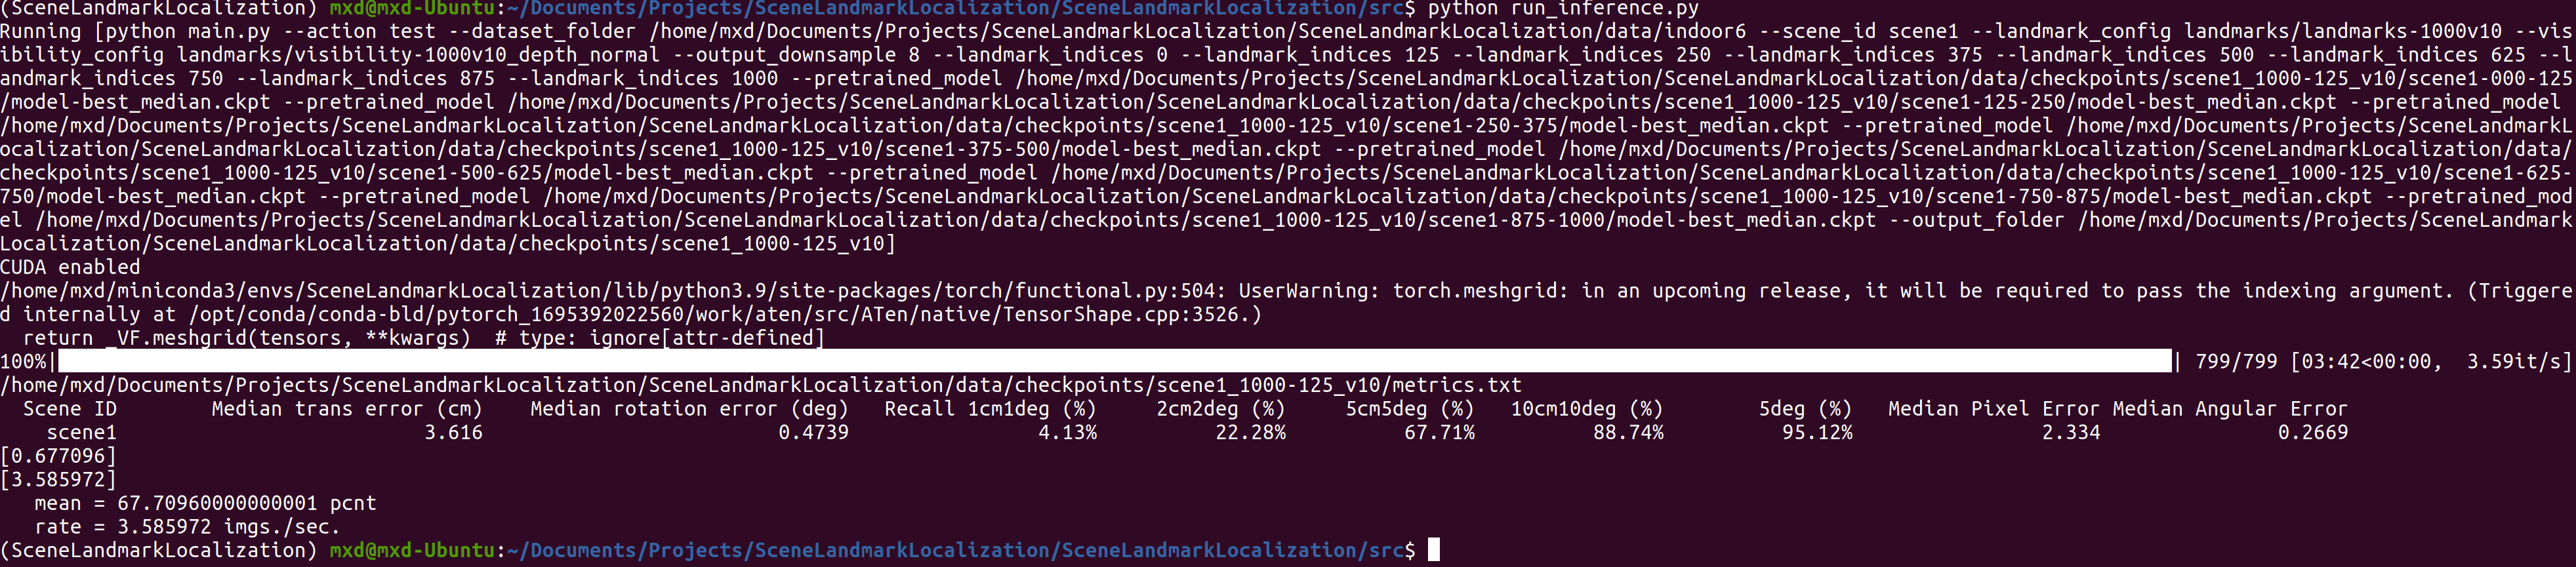 (SceneLandmarkLocalization) mxd@mxd-Ubuntu:~/Documents/Projects/SceneLandmarkLocalization/SceneLandmarkLocalization/src$ python run_inference.py
Running [python main.py --action test --dataset_folder /home/mxd/Documents/Projects/SceneLandmarkLocalization/SceneLandmarkLocalization/data/indoor6 --scene_id scene1 --landmark_config landmarks/landmarks-1000v10 --vis
ibility_config landmarks/visibility-1000v10_depth_normal --output_downsample 8 --landmark_indices 0 --landmark_indices 125 --landmark_indices 250 --landmark_indices 375 --landmark_indices 500 --landmark_indices 625 --l
andmark_indices 750 --landmark_indices 875 --landmark_indices 1000 --pretrained_model /home/mxd/Documents/Projects/SceneLandmarkLocalization/SceneLandmarkLocalization/data/checkpoints/scene1_1000-125_v10/scene1-000-125
/model-best_median.ckpt --pretrained_model /home/mxd/Documents/Projects/SceneLandmarkLocalization/SceneLandmarkLocalization/data/checkpoints/scene1_1000-125_v10/scene1-125-250/model-best_median.ckpt --pretrained_model
/home/mxd/Documents/Projects/SceneLandmarkLocalization/SceneLandmarkLocalization/data/checkpoints/scene1_1000-125_v10/scene1-250-375/model-best_median.ckpt --pretrained_model /home/mxd/Documents/Projects/SceneLandmarkL
ocalization/SceneLandmarkLocalization/data/checkpoints/scene1_1000-125_v10/scene1-375-500/model-best_median.ckpt --pretrained_model /home/mxd/Documents/Projects/SceneLandmarkLocalization/SceneLandmarkLocalization/data/
checkpoints/scene1_1000-125_v10/scene1-500-625/model-best_median.ckpt --pretrained_model /home/mxd/Documents/Projects/SceneLandmarkLocalization/SceneLandmarkLocalization/data/checkpoints/scene1_1000-125_v10/scene1-625-
750/model-best_median.ckpt --pretrained_model /home/mxd/Documents/Projects/SceneLandmarkLocalization/SceneLandmarkLocalization/data/checkpoints/scene1_1000-125_v10/scene1-750-875/model-best_median.ckpt --pretrained_mod
el /home/mxd/Documents/Projects/SceneLandmarkLocalization/SceneLandmarkLocalization/data/checkpoints/scene1_1000-125_v10/scene1-875-1000/model-best_median.ckpt --output_folder /home/mxd/Documents/Projects/SceneLandmark
Localization/SceneLandmarkLocalization/data/checkpoints/scene1_1000-125_v10]
CUDA enabled
/home/mxd/miniconda3/envs/SceneLandmarkLocalization/lib/python3.9/site-packages/torch/functional.py:504: UserWarning: torch.meshgrid: in an upcoming release, it will be required to pass the indexing argument. (Triggere
d internally at /opt/conda/conda-bld/pytorch_1695392022560/work/aten/src/ATen/native/TensorShape.cpp:3526.)
  return _VF.meshgrid(tensors, **kwargs)  # type: ignore[attr-defined]
100%|| 799/799 [03:42<00:00,  3.59it/s]
/home/mxd/Documents/Projects/SceneLandmarkLocalization/SceneLandmarkLocalization/data/checkpoints/scene1_1000-125_v10/metrics.txt
  Scene ID        Median trans error (cm)    Median rotation error (deg)   Recall 1cm1deg (%)     2cm2deg (%)     5cm5deg (%)   10cm10deg (%)        5deg (%)   Median Pixel Error Median Angular Error
    scene1                          3.616                         0.4739                4.13%          22.28%          67.71%          88.74%          95.12%                2.334               0.2669
[0.677096]
[3.585972]
   mean = 67.70960000000001 pcnt
   rate = 3.585972 imgs./sec.
(SceneLandmarkLocalization) mxd@mxd-Ubuntu:~/Documents/Projects/SceneLandmarkLocalization/SceneLandmarkLocalization/src$